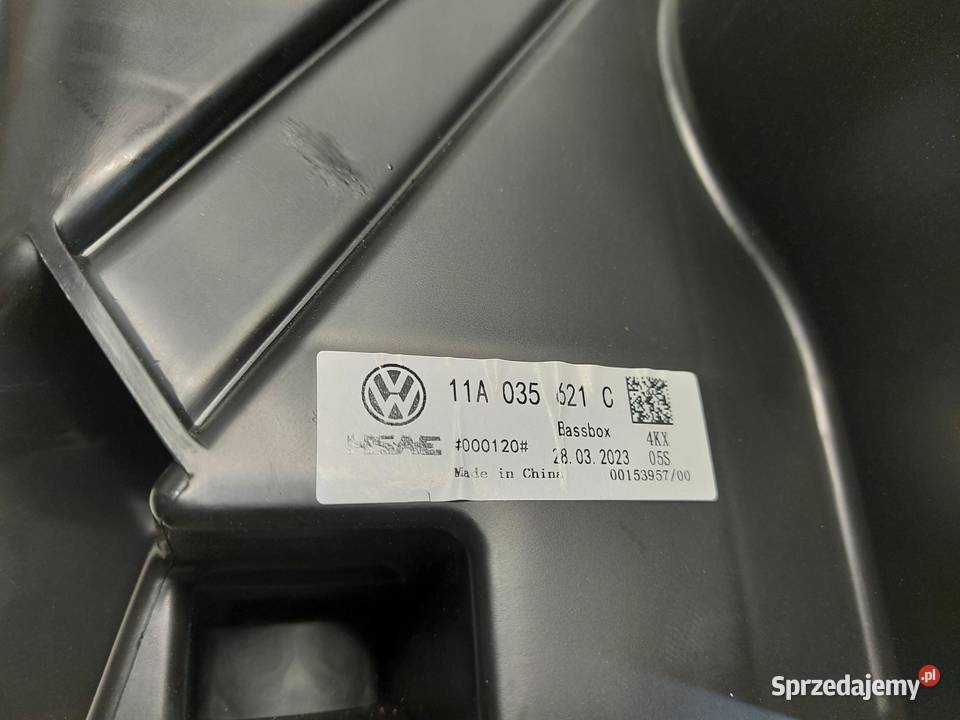 11A 035 621 C
Bassbox 4KX
#000120# 28.03.2023 05S
Made in China 00153957/00
Sprzedajemy.pl